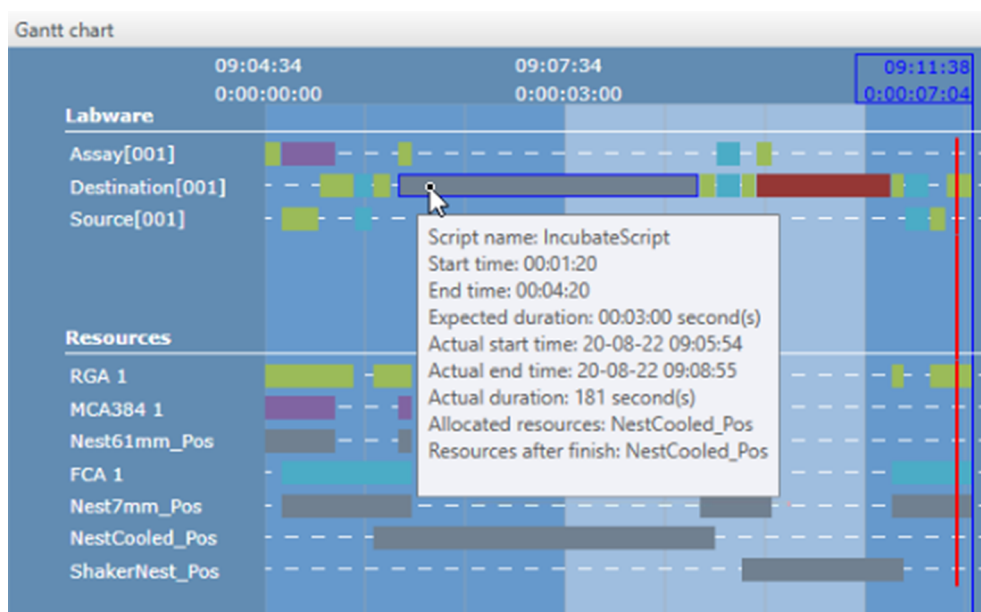 Gantt chart
09:04:34 09:07:34 09:11:38
0:00:00:00 0:00:03:00 0:00:07:04
Labware
Assay[001]
Destination[001]
Source[001]
Script name: IncubateScript
Start time: 00:01:20
End time: 00:04:20
Expected duration: 00:03:00 second(s)
Actual start time: 20-08-22 09:05:54
Actual end time: 20-08-22 09:08:55
Actual duration: 181 second(s)
Allocated resources: NestCooled_Pos
Resources after finish: NestCooled_Pos
Resources
RGA 1
MCA384 1
Nest61mm_Pos
FCA 1
Nest7mm_Pos
NestCooled_Pos
ShakerNest_Pos